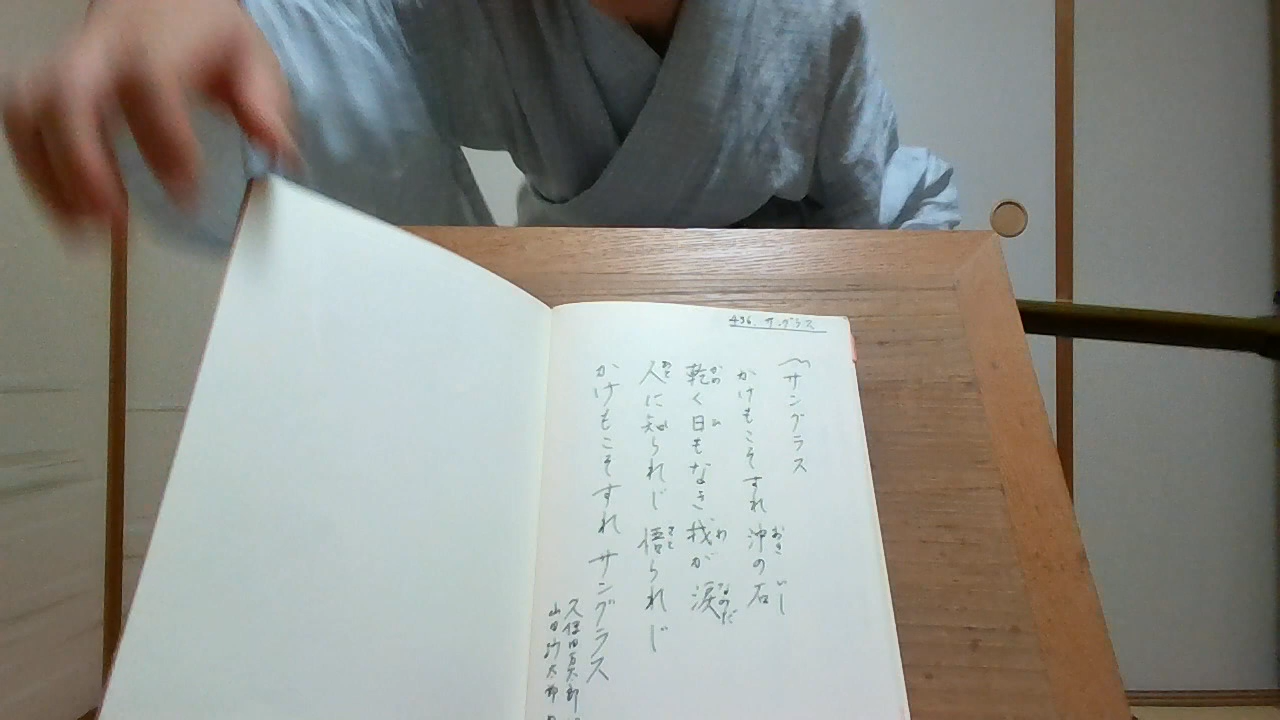 436. サングラス
〽サングラス
かけもこそすれ 沖の石
乾く日もなき 我が涙
人に知られじ 悟られじ
かけもこそすれ サングラス
久保田万太郎
山田抄太郎